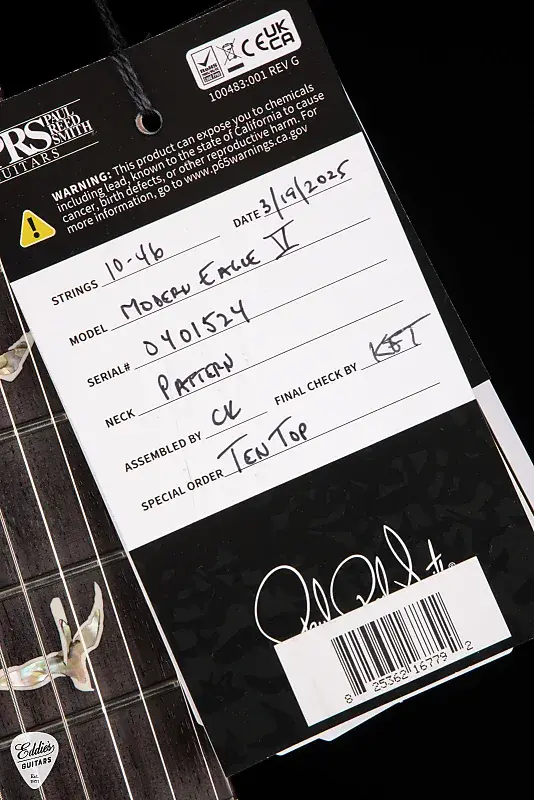 UK
CE CA
RoHS
100483:001 REV G
PRS PAUL REED SMITH
GUITARS
WARNING: This product can expose you to chemicals
including lead, known to the state of California to cause
cancer, birth defects, or other reproductive harm. For
more information, go to www.p65warnings.ca.gov
STRINGS 10-46 DATE 3/19/2025
MODEL MODERN EAGLE V
SERIAL# 0401524
NECK PATTERN
ASSEMBLED BY CK FINAL CHECK BY KET
SPECIAL ORDER TEN TOP
8 25362 16779 2
Eddie's
GUITARS